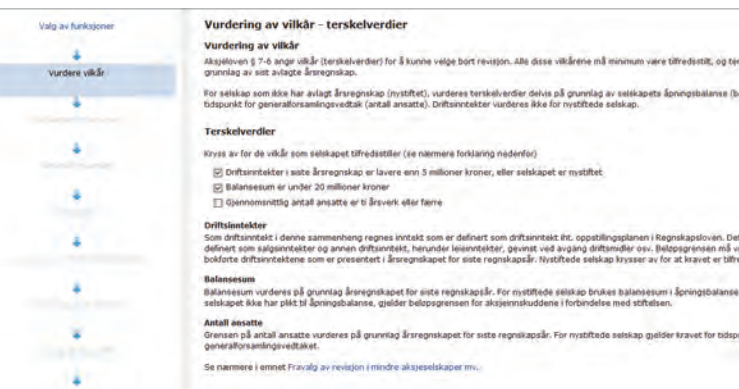 Valg av funksjoner
Vurdere vilkår
Vurdering av vilkår - terskelverdier
Vurdering av vilkår
Aksjeloven § 7-6 angir vilkår (terskelverdier) for å kunne velge bort revisjon. Alle disse vilkårene må minimum være tilfredsstilt, og
grunnlag av sist avlagte årsregnskap.
For selskap som ikke har avlagt årsregnskap (nystiftet), vurderes terskelverdier delvis på grunnlag av selskapets åpningsbalanse
tidspunkt for generalforsamlingsvedtak (antall ansatte). Driftsinntekter vurderes ikke for nystiftede selskap.
Terskelverdier
Kryss av for de vilkår som selskapet tilfredsstiller (se nærmere forklaring nedenfor)
Driftsinntekter i siste årsregnskap er lavere enn 5 millioner kroner, eller selskapet er nystiftet
Balansesum er under 20 millioner kroner
Gjennomsnittlig antall ansatte er ti årsverk eller færre
Driftsinntekter
Som driftsinntekt i denne sammenheng regnes inntekt som er definert som driftsinntekt iht. oppstillingsplanen i Regnskapsloven.
definert som salgsinntekter og annen driftsinntekt, herunder leieinntekter, gevinst ved avgang driftsmidler osv. Beløpsgrensen må
bokførte driftsinntektene som er presentert i årsregnskapet for siste regnskapsår. Nystiftede selskap krysser av for at kravet er
Balansesum
Balansesum vurderes på grunnlag årsregnskapet for siste regnskapsår. For nystiftede selskap brukes balansesum i åpningsbalanse
selskapet ikke har plikt til åpningsbalanse, gjelder beløpsgrensen for aksjeinnskuddene i forbindelse med stiftelsen.
Antall ansatte
Grensen på antall ansatte vurderes på grunnlag årsregnskapet for siste regnskapsår. For nystiftede selskap gjelder kravet for
generalforsamlingsvedtaket.
Se nærmere i emnet Fravalg av revisjon i mindre aksjeselskaper mv.